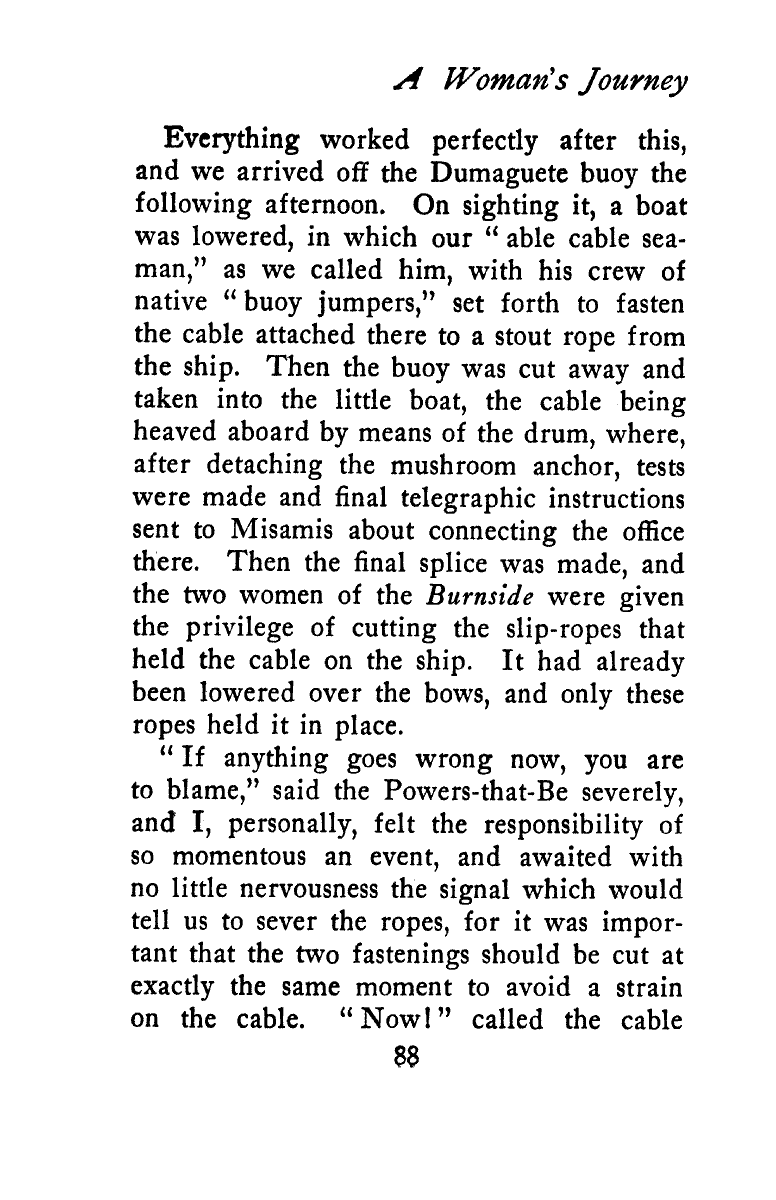 A Woman's Journey
Everything worked perfectly after this,
and we arrived off the Dumaguete buoy the
following afternoon. On sighting it, a boat
was lowered, in which our " able cable sea-
man," as we called him, with his crew of
native " buoy jumpers," set forth to fasten
the cable attached there to a stout rope from
the ship. Then the buoy was cut away and
taken into the little boat, the cable being
heaved aboard by means of the drum, where,
after detaching the mushroom anchor, tests
were made and final telegraphic instructions
sent to Misamis about connecting the office
there. Then the final splice was made, and
the two women of the Burnside were given
the privilege of cutting the slip-ropes that
held the cable on the ship. It had already
been lowered over the bows, and only these
ropes held it in place.
" If anything goes wrong now, you are
to blame," said the Powers-that-Be severely,
and I, personally, felt the responsibility of
so momentous an event, and awaited with
no little nervousness the signal which would
tell us to sever the ropes, for it was impor-
tant that the two fastenings should be cut at
exactly the same moment to avoid a strain
on the cable. " Now! " called the cable
88